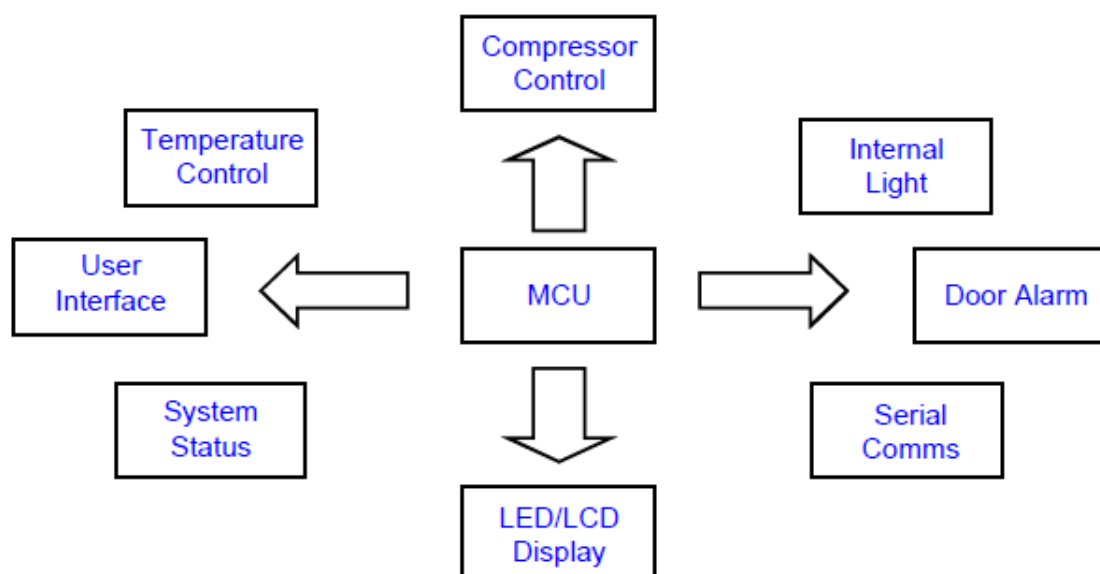 Compressor
Control
Temperature
Control
Internal
Light
User
Interface
MCU
Door Alarm
System
Status
Serial
Comms
LED/LCD
Display